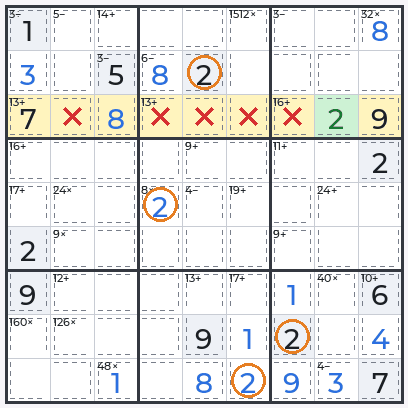 3÷ 5− 14+ 1512× 3− 32×
1 8
3− 6−
3 5 8 2
13+ 13+ 16+
7 × 8 × × × × 2 9
16+ 9+ 11+
2
17+ 24× 8× 4− 19+ 24+
2
9× 9+
2
12+ 13+ 17+ 40× 10+
9 1 6
160× 126×
9 1 2 4
48× 4−
1 8 2 9 3 7